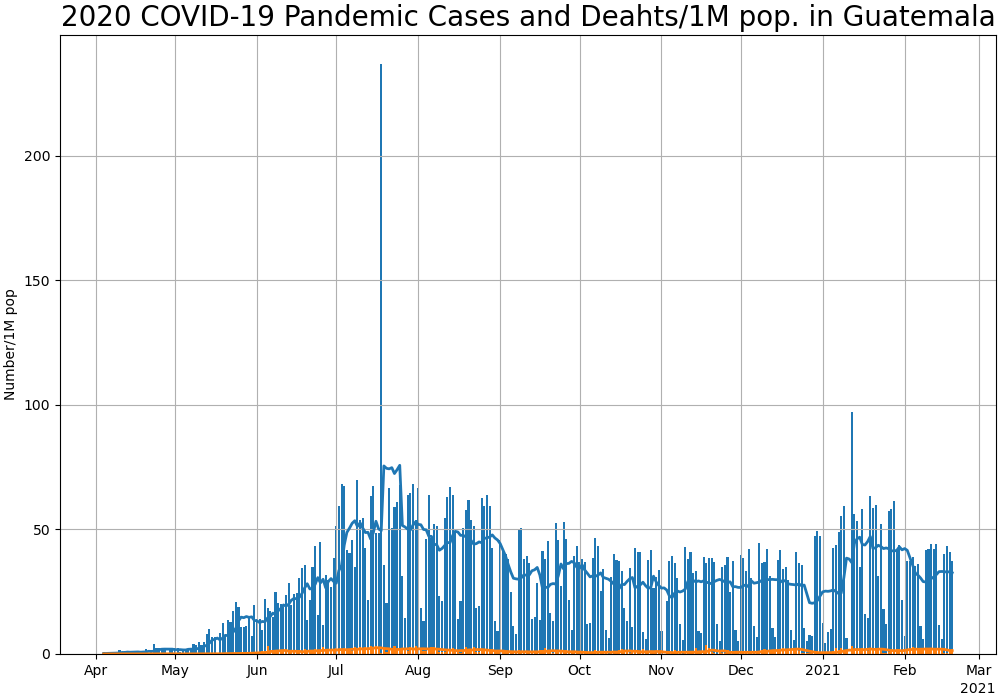 2020 COVID-19 Pandemic Cases and Deahts/1M pop. in Guatemala
Number/1M pop
200
150
100
50
0
Apr May Jun Jul Aug Sep Oct Nov Dec 2021 Feb Mar
2021